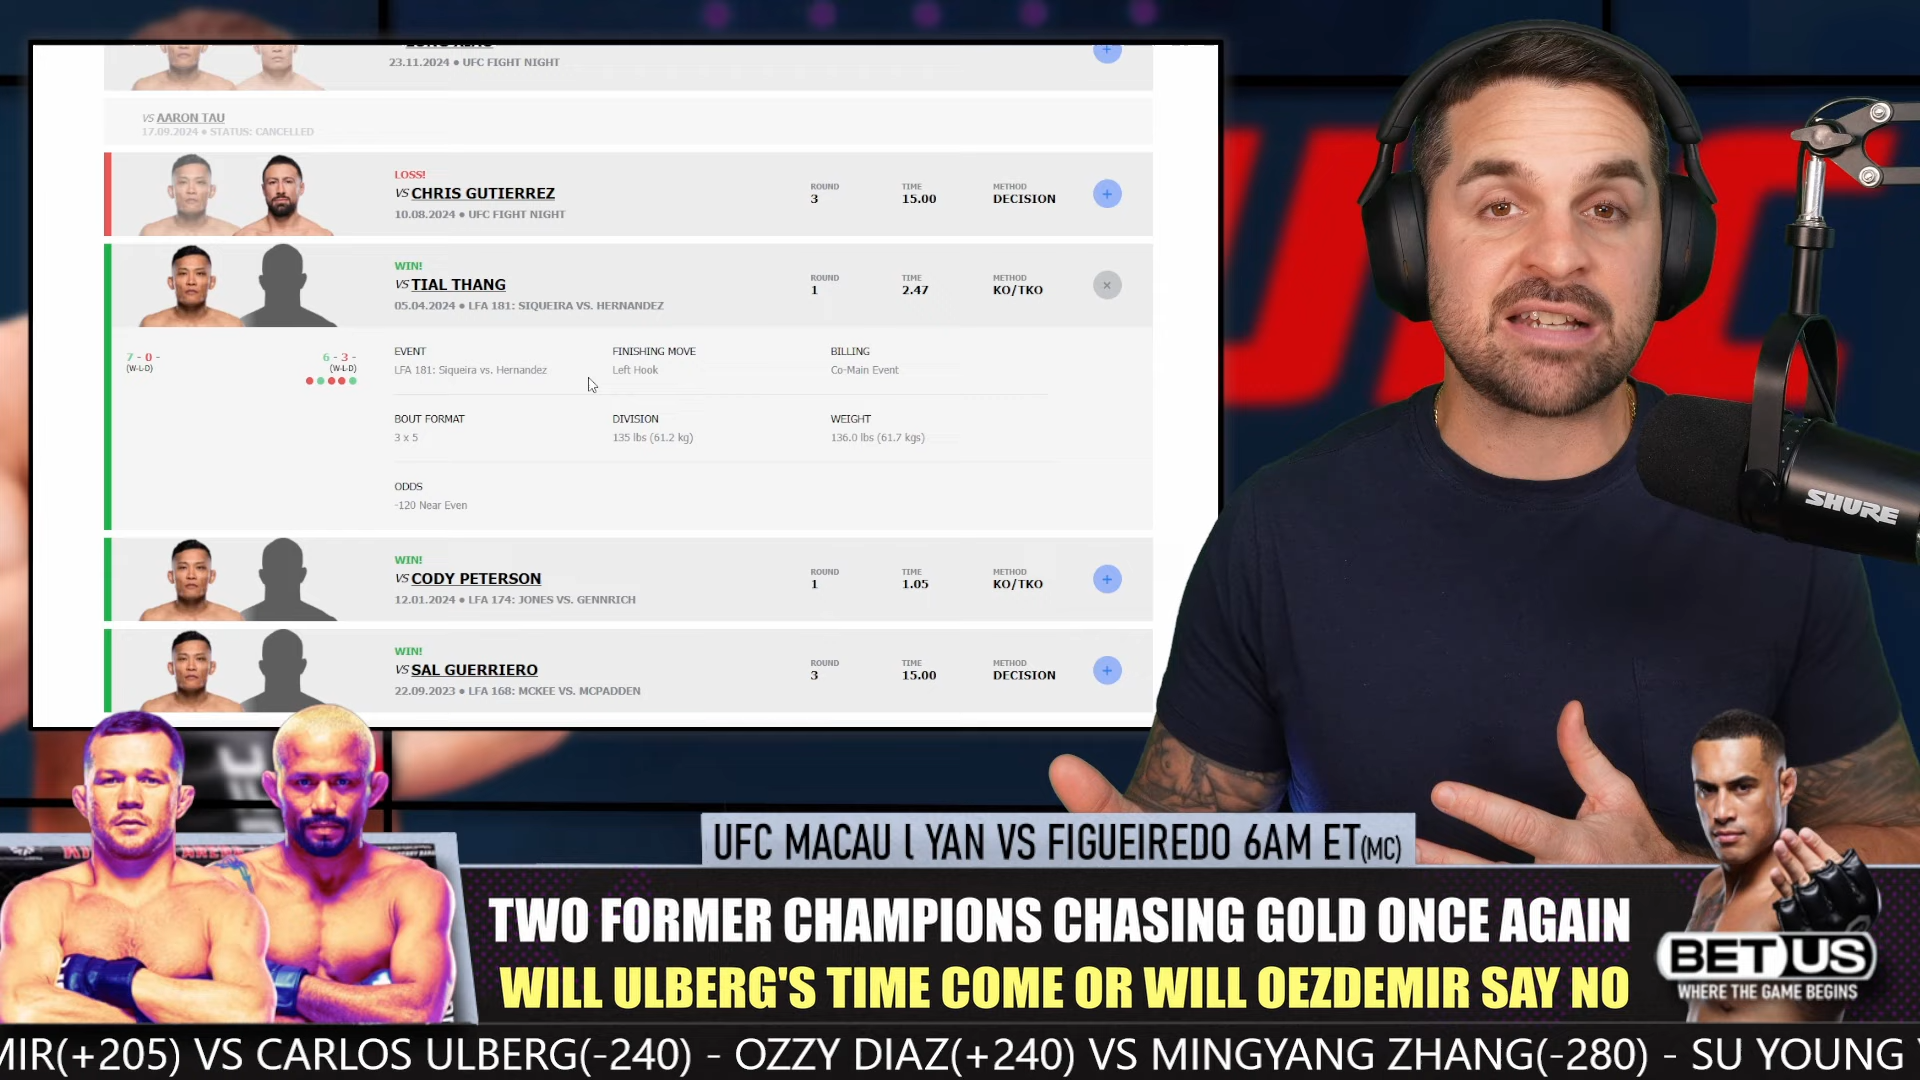 LONG XIAO
23.11.2024 • UFC FIGHT NIGHT
VS AARON TAU
17.09.2024 • STATUS: CANCELLED
LOSS!
VS CHRIS GUTIERREZ
10.08.2024 • UFC FIGHT NIGHT
ROUND
3
TIME
15.00
METHOD
DECISION
WIN!
VS TIAL THANG
05.04.2024 • LFA 181: SIQUEIRA VS. HERNANDEZ
ROUND
1
TIME
2.47
METHOD
KO/TKO
7 - 0 -
(W-L-D)
6 - 3 -
(W-L-D)
EVENT
LFA 181: Siqueira vs. Hernandez
FINISHING MOVE
Left Hook
BILLING
Co-Main Event
BOUT FORMAT
3 x 5
DIVISION
135 lbs (61.2 kg)
WEIGHT
136.0 lbs (61.7 kgs)
ODDS
-120 Near Even
WIN!
VS CODY PETERSON
12.01.2024 • LFA 174: JONES VS. GENNRICH
ROUND
1
TIME
1.05
METHOD
KO/TKO
WIN!
VS SAL GUERRIERO
22.09.2023 • LFA 168: MCKEE VS. MCPADDEN
ROUND
3
TIME
15.00
METHOD
DECISION
SHURE
UFC MACAU l YAN VS FIGUEIREDO 6AM ET(MC)
TWO FORMER CHAMPIONS CHASING GOLD ONCE AGAIN
WILL ULBERG'S TIME COME OR WILL OEZDEMIR SAY NO
BETUS
WHERE THE GAME BEGINS
MIR(+205) VS CARLOS ULBERG(-240) - OZZY DIAZ(+240) VS MINGYANG ZHANG(-280) - SU YOUNG